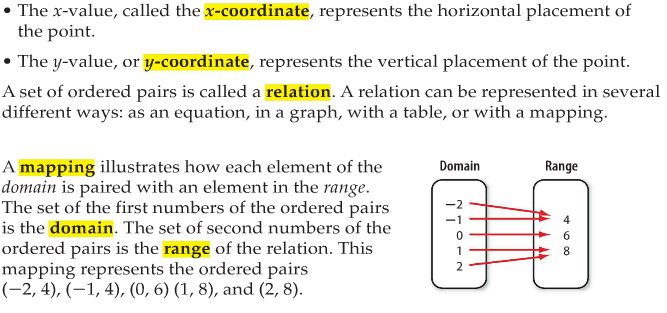 • The x-value, called the x-coordinate, represents the horizontal placement of
the point.
• The y-value, or y-coordinate, represents the vertical placement of the point.
A set of ordered pairs is called a relation. A relation can be represented in several
different ways: as an equation, in a graph, with a table, or with a mapping.
A mapping illustrates how each element of the
domain is paired with an element in the range.
The set of the first numbers of the ordered pairs
is the domain. The set of second numbers of the
ordered pairs is the range of the relation. This
mapping represents the ordered pairs
(−2, 4), (−1, 4), (0, 6) (1, 8), and (2, 8).
Domain Range
−2
−1 4
0 6
1 8
2